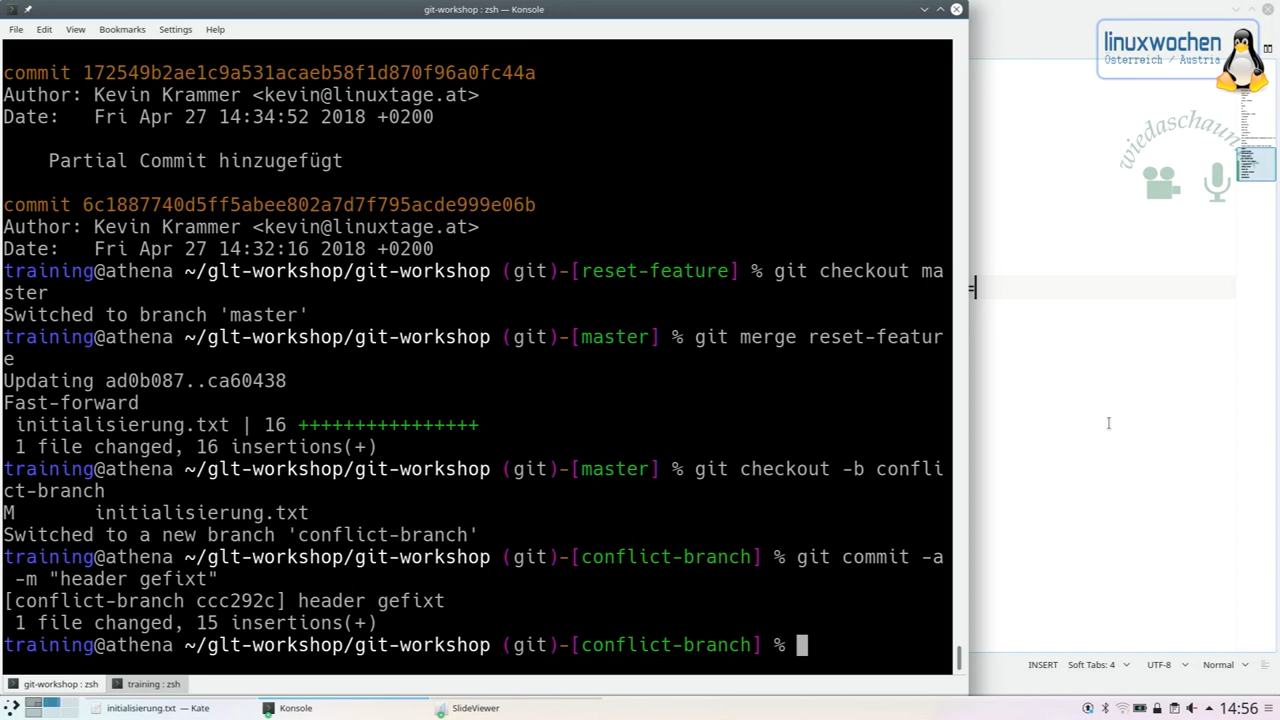 git-workshop : zsh — Konsole
File Edit View Bookmarks Settings Help
commit 172549b2ae1c9a531acaeb58f1d870f96a0fc44a
Author: Kevin Krammer <kevin@linuxtage.at>
Date:   Fri Apr 27 14:34:52 2018 +0200
    Partial Commit hinzugefügt
commit 6c1887740d5ff5abee802a7d7f795acde999e06b
Author: Kevin Krammer <kevin@linuxtage.at>
Date:   Fri Apr 27 14:32:16 2018 +0200
training@athena ~/glt-workshop/git-workshop (git)-[reset-feature] % git checkout ma
ster
Switched to branch 'master'
training@athena ~/glt-workshop/git-workshop (git)-[master] % git merge reset-featur
e
Updating ad0b087..ca60438
Fast-forward
 initialisierung.txt | 16 ++++++++++++++++
 1 file changed, 16 insertions(+)
training@athena ~/glt-workshop/git-workshop (git)-[master] % git checkout -b confli
ct-branch
M       initialisierung.txt
Switched to a new branch 'conflict-branch'
training@athena ~/glt-workshop/git-workshop (git)-[conflict-branch] % git commit -a
 -m "header gefixt"
[conflict-branch ccc292c] header gefixt
 1 file changed, 15 insertions(+)
training@athena ~/glt-workshop/git-workshop (git)-[conflict-branch] %
git-workshop : zsh training : zsh
linuxwochen
Österreich / Austria
wiedaschaun
=
INSERT Soft Tabs: 4 UTF-8 Normal
initialisierung.txt — Kate Konsole SlideViewer 14:56